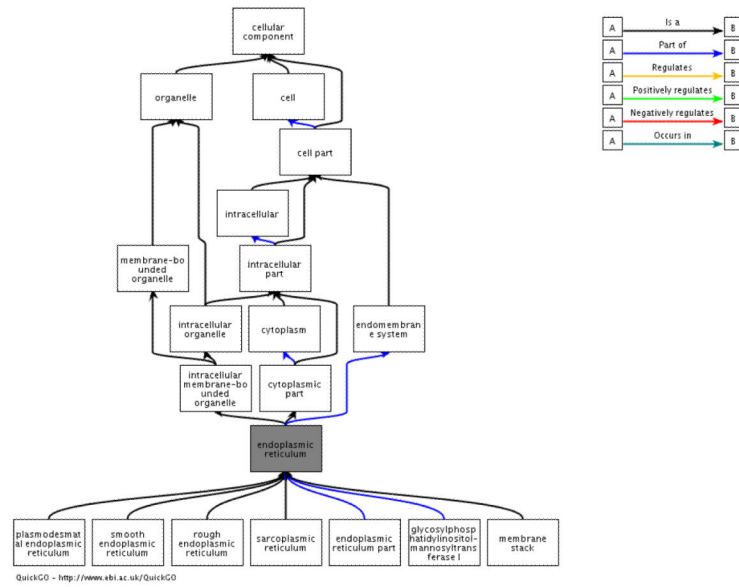 cellular
component
organelle
cell
cell part
intracellular
membrane-bo
unded
organelle
intracellular
part
intracellular
organelle
cytoplasm
endomembran
e system
intracellular
membrane-bo
unded
organelle
cytoplasmic
part
endoplasmic
reticulum
plasmodesmat
al endoplasmic
reticulum
smooth
endoplasmic
reticulum
rough
endoplasmic
reticulum
sarcoplasmic
reticulum
endoplasmic
reticulum part
glycosylphosp
hatidylinositol-
mannosyltrans
ferase I
membrane
stack
QuickGO - http://www.ebi.ac.uk/QuickGO
A Is a B
A Part of B
A Regulates B
A Positively regulates B
A Negatively regulates B
A Occurs in B